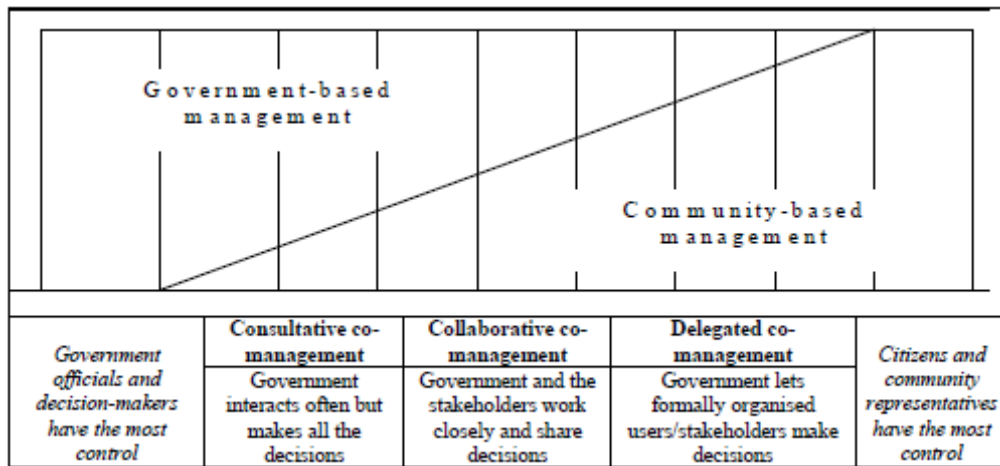 Government-based
management
Community-based
management
Government
officials and
decision-makers
have the most
control
Consultative co-
management
Government
interacts often but
makes all the
decisions
Collaborative co-
management
Government and the
stakeholders work
closely and share
decisions
Delegated co-
management
Government lets
formally organised
users/stakeholders make
decisions
Citizens and
community
representatives
have the most
control